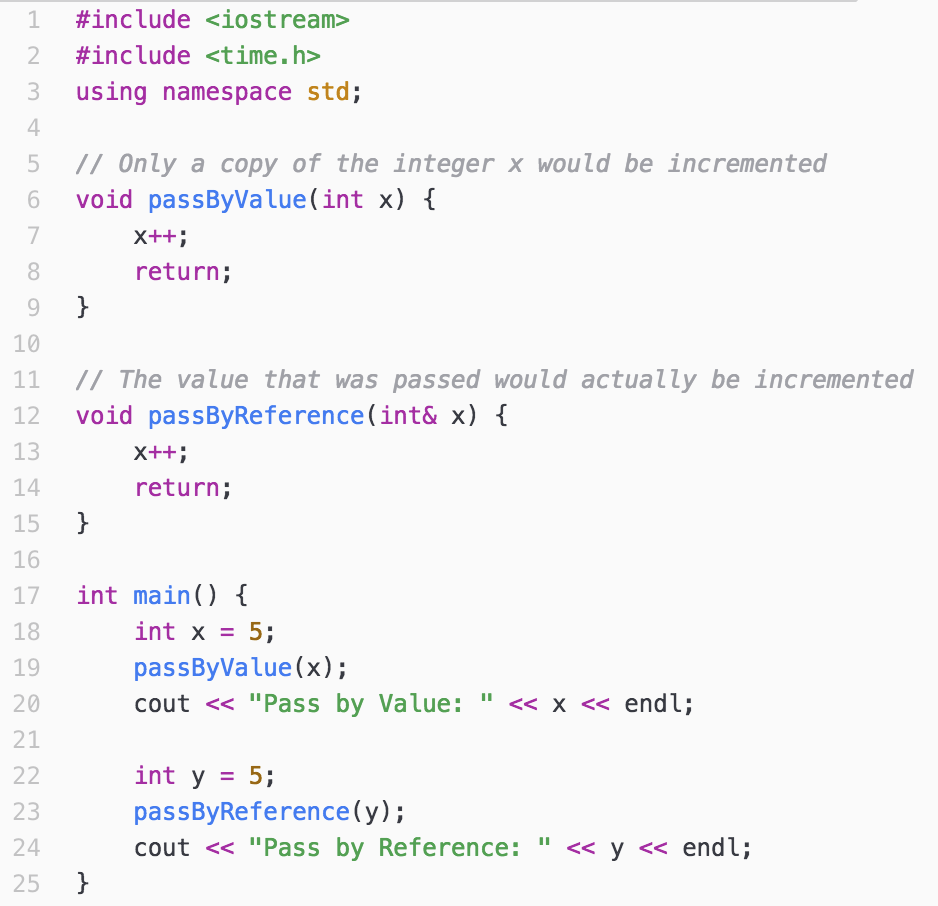 1 #include <iostream>
2 #include <time.h>
3 using namespace std;
4
5 // Only a copy of the integer x would be incremented
6 void passByValue(int x) {
7     x++;
8     return;
9 }
10
11 // The value that was passed would actually be incremented
12 void passByReference(int& x) {
13     x++;
14     return;
15 }
16
17 int main() {
18     int x = 5;
19     passByValue(x);
20     cout << "Pass by Value: " << x << endl;
21
22     int y = 5;
23     passByReference(y);
24     cout << "Pass by Reference: " << y << endl;
25 }